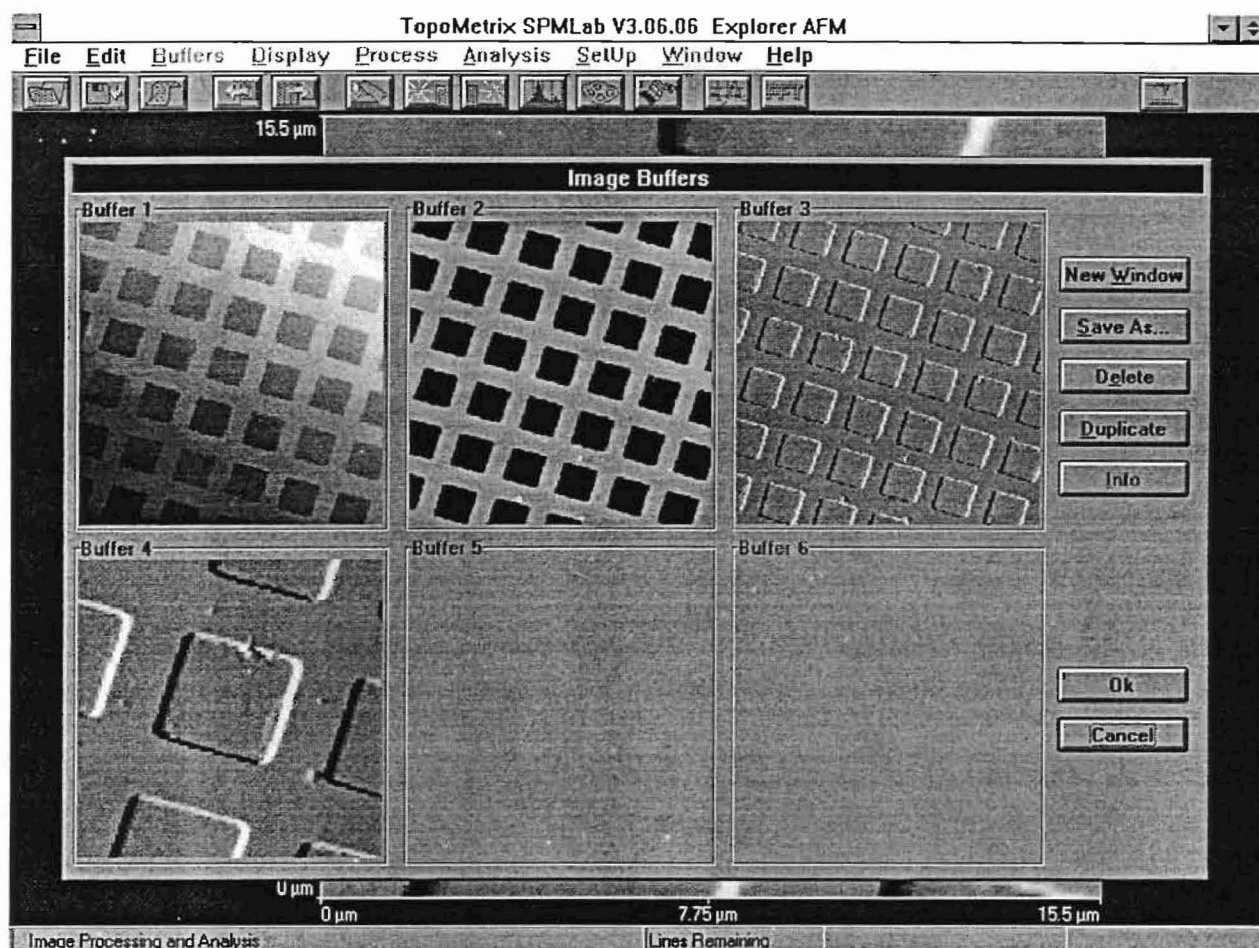 TopoMetrix SPMLab V3.06.06 Explorer AFM
File Edit Buffers Display Process Analysis SetUp Window Help
15.5 µm
Image Buffers
Buffer 1
Buffer 2
Buffer 3
New Window
Save As...
Delete
Duplicate
Info
Buffer 4
Buffer 5
Buffer 6
Ok
Cancel
0 µm
0 µm 7.75 µm 15.5 µm
Image Processing and Analysis
Lines Remaining